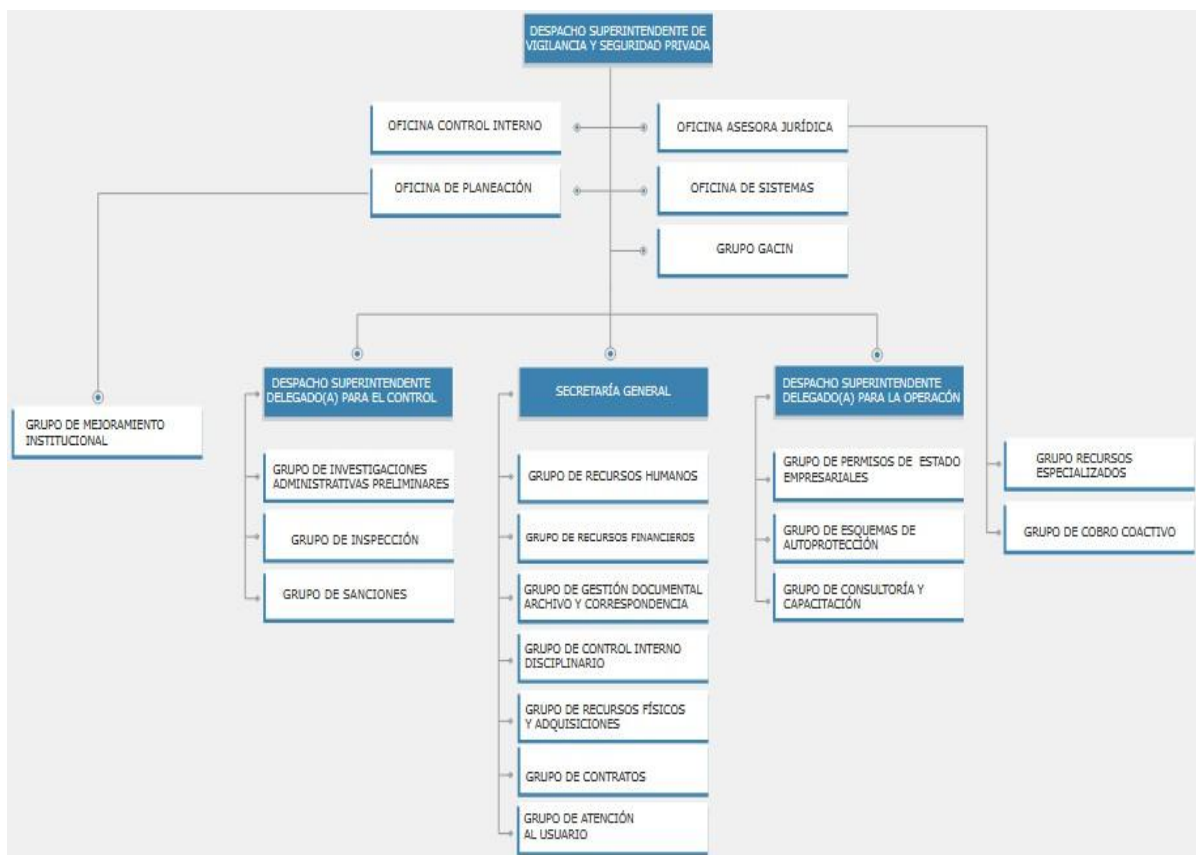 DESPACHO SUPERINTENDENTE DE
VIGILANCIA Y SEGURIDAD PRIVADA
OFICINA CONTROL INTERNO
OFICINA ASESORA JURÍDICA
OFICINA DE PLANEACIÓN
OFICINA DE SISTEMAS
GRUPO GACIN
DESPACHO SUPERINTENDENTE
DELEGADO(A) PARA EL CONTROL
SECRETARÍA GENERAL
DESPACHO SUPERINTENDENTE
DELEGADO(A) PARA LA OPERACÓN
GRUPO DE MEJORAMIENTO
INSTITUCIONAL
GRUPO DE INVESTIGACIONES
ADMINISTRATIVAS PRELIMINARES
GRUPO DE INSPECCIÓN
GRUPO DE SANCIONES
GRUPO DE RECURSOS HUMANOS
GRUPO DE RECURSOS FINANCIEROS
GRUPO DE GESTIÓN DOCUMENTAL
ARCHIVO Y CORRESPONDENCIA
GRUPO DE CONTROL INTERNO
DISCIPLINARIO
GRUPO DE RECURSOS FÍSICOS
Y ADQUISICIONES
GRUPO DE CONTRATOS
GRUPO DE ATENCIÓN
AL USUARIO
GRUPO DE PERMISOS DE ESTADO
EMPRESARIALES
GRUPO DE ESQUEMAS DE
AUTOPROTECCIÓN
GRUPO DE CONSULTORÍA Y
CAPACITACIÓN
GRUPO RECURSOS
ESPECIALIZADOS
GRUPO DE COBRO COACTIVO